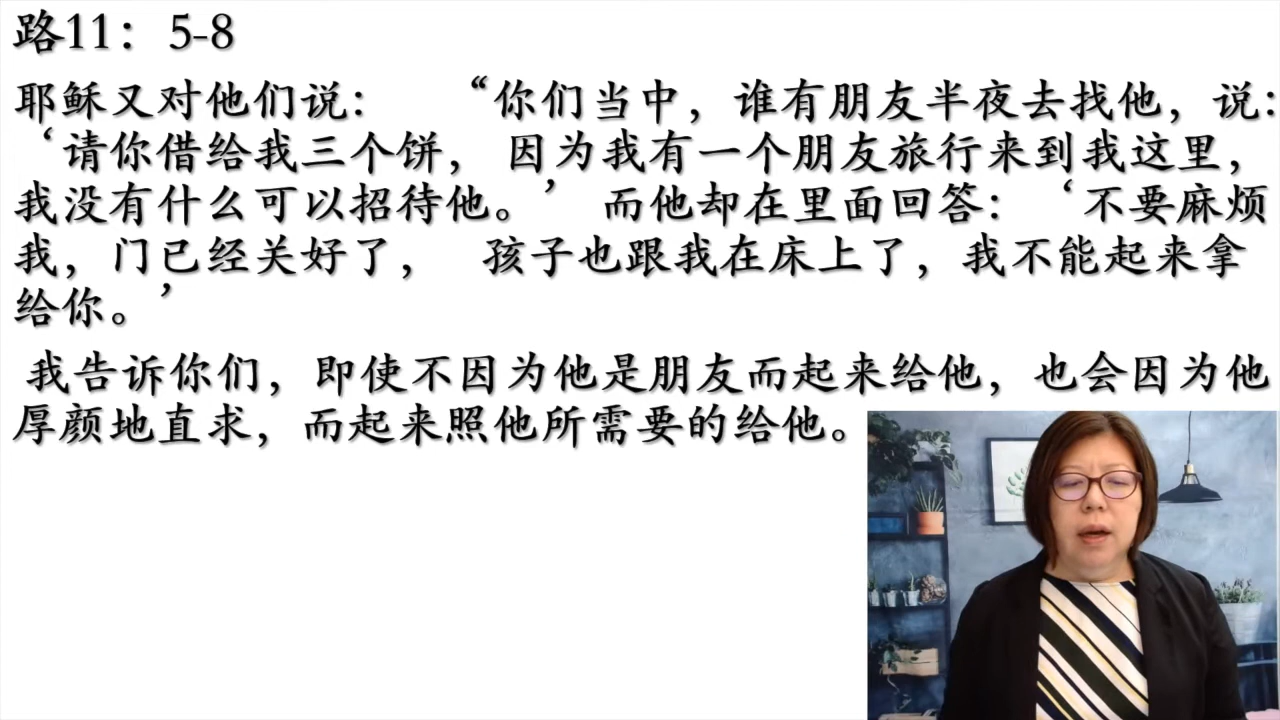 路11：5-8
耶稣又对他们说： “你们当中，谁有朋友半夜去找他，说：
‘请你借给我三个饼， 因为我有一个朋友旅行来到我这里，
我没有什么可以招待他。’ 而他却在里面回答：‘不要麻烦
我，门已经关好了， 孩子也跟我在床上了，我不能起来拿
给你。’
我告诉你们，即使不因为他是朋友而起来给他，也会因为他
厚颜地直求，而起来照他所需要的给他。